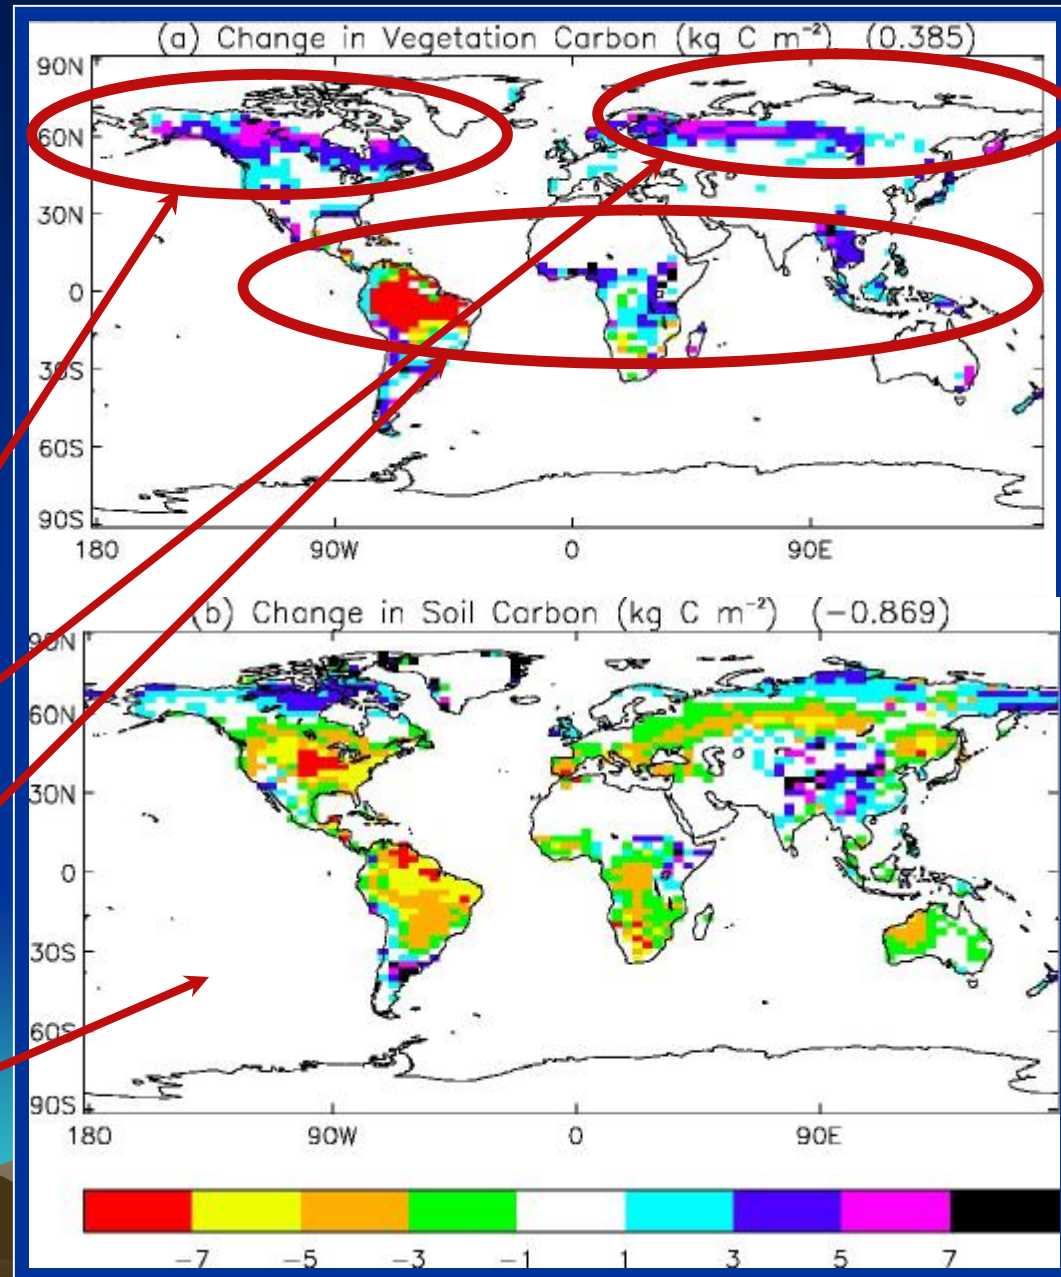 (a) Change in Vegetation Carbon (kg C m⁻²) (0.385)
90N
60N
30N
0
30S
60S
90S
180 90W 0 90E
(b) Change in Soil Carbon (kg C m⁻²) (−0.869)
90N
60N
30N
0
30S
60S
90S
180 90W 0 90E
−7 −5 −3 −1 1 3 5 7